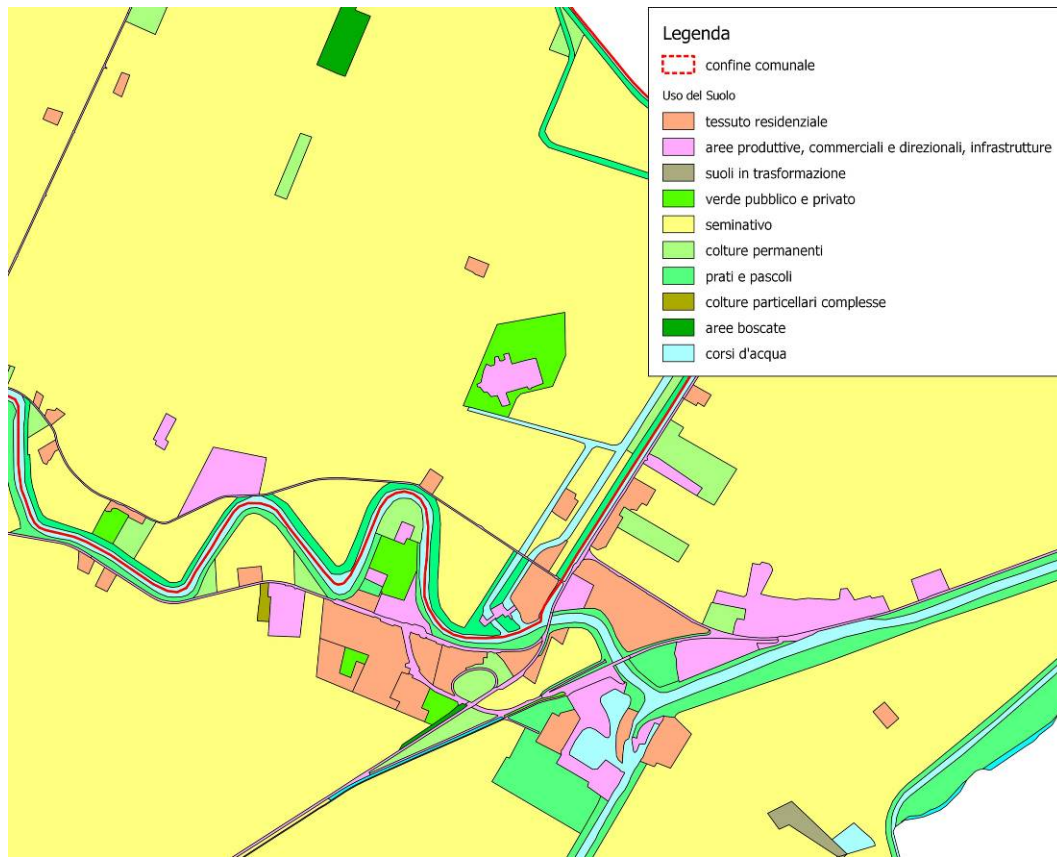 Legenda
confine comunale
Uso del Suolo
tessuto residenziale
aree produttive, commerciali e direzionali, infrastrutture
suoli in trasformazione
verde pubblico e privato
seminativo
colture permanenti
prati e pascoli
colture particellari complesse
aree boscate
corsi d'acqua